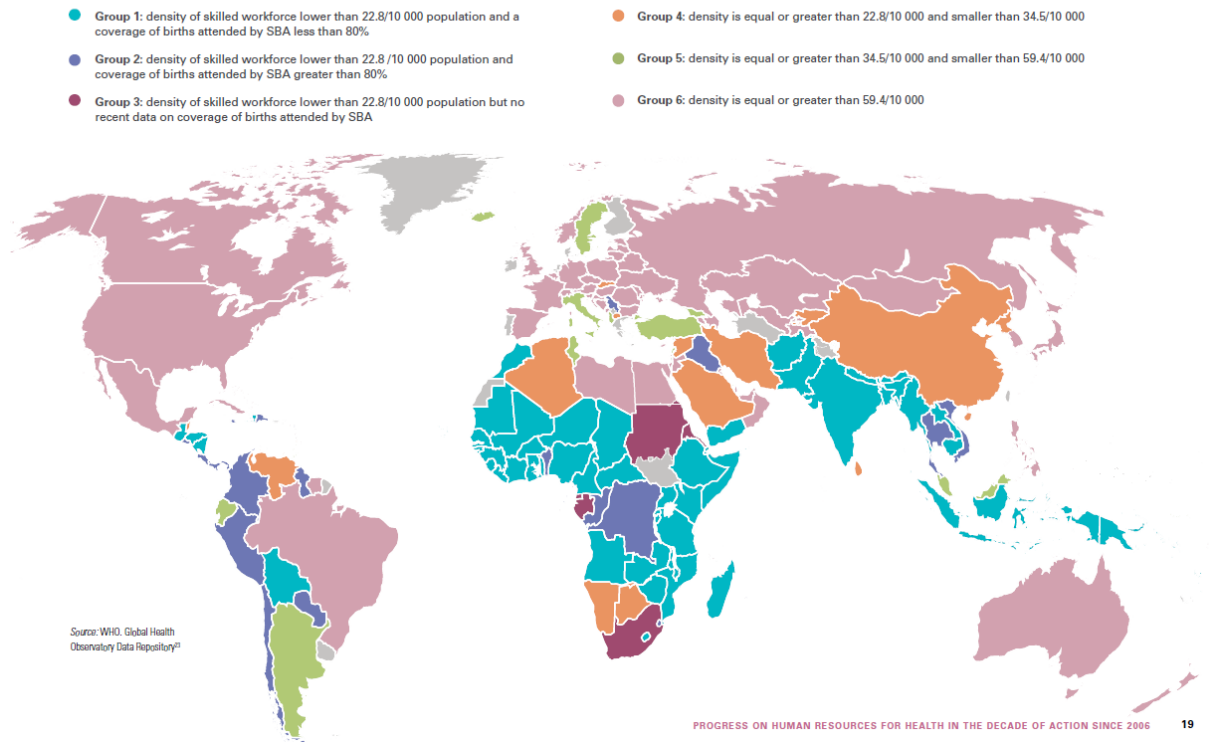 Group 1: density of skilled workforce lower than 22.8/10 000 population and a
coverage of births attended by SBA less than 80%
Group 2: density of skilled workforce lower than 22.8 /10 000 population and
coverage of births attended by SBA greater than 80%
Group 3: density of skilled workforce lower than 22.8/10 000 population but no
recent data on coverage of births attended by SBA
Group 4: density is equal or greater than 22.8/10 000 and smaller than 34.5/10 000
Group 5: density is equal or greater than 34.5/10 000 and smaller than 59.4/10 000
Group 6: density is equal or greater than 59.4/10 000
Source: WHO. Global Health
Observatory Data Repository²³
PROGRESS ON HUMAN RESOURCES FOR HEALTH IN THE DECADE OF ACTION SINCE 2006 19